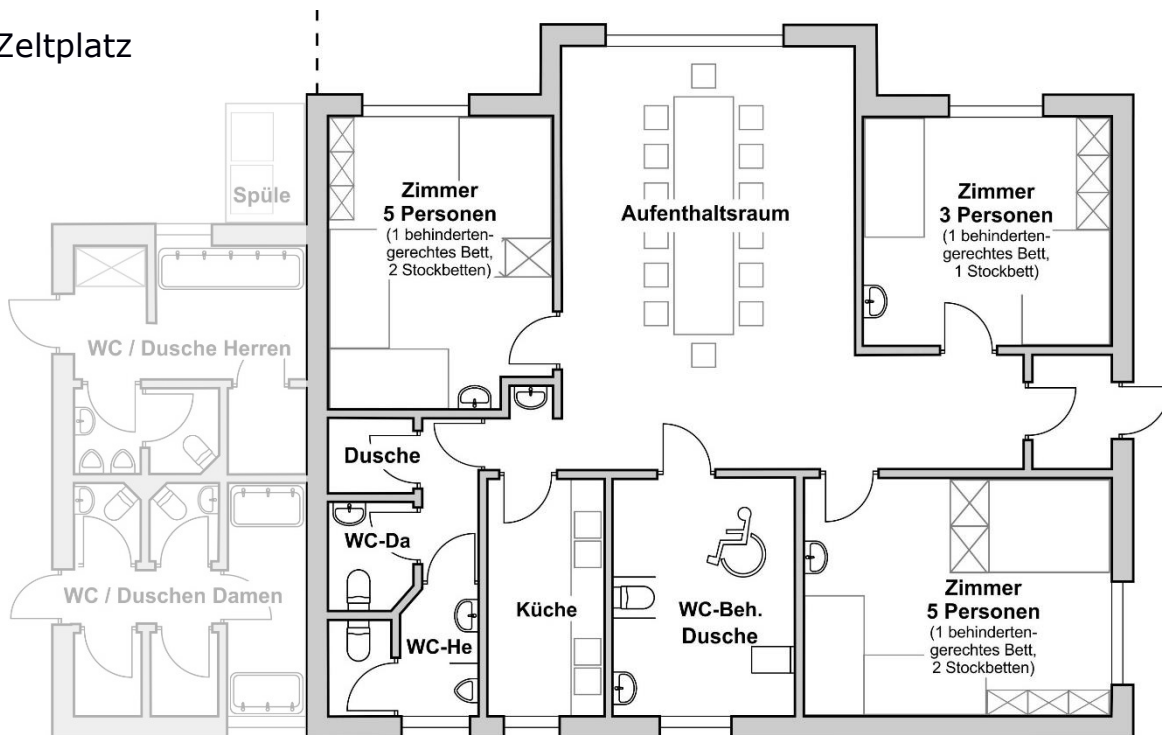 Zeltplatz
Spüle
Zimmer
5 Personen
(1 behinderten-
gerechtes Bett,
2 Stockbetten)
Aufenthaltsraum
Zimmer
3 Personen
(1 behinderten-
gerechtes Bett,
1 Stockbett)
WC / Dusche Herren
Dusche
WC-Da
WC / Duschen Damen
WC-He
Küche
WC-Beh.
Dusche
Zimmer
5 Personen
(1 behinderten-
gerechtes Bett,
2 Stockbetten)